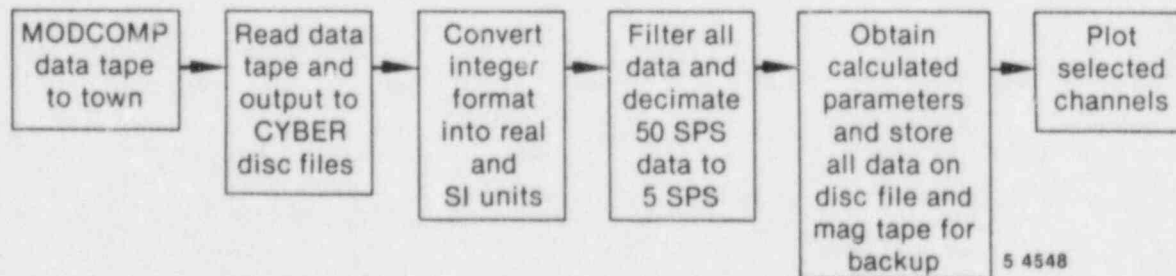 MODCOMP
data tape
to town
Read data
tape and
output to
CYBER
disc files
Convert
integer
format
into real
and
SI units
Filter all
data and
decimate
50 SPS
data to
5 SPS
Obtain
calculated
parameters
and store
all data on
disc file and
mag tape for
backup
Plot
selected
channels
5 4548